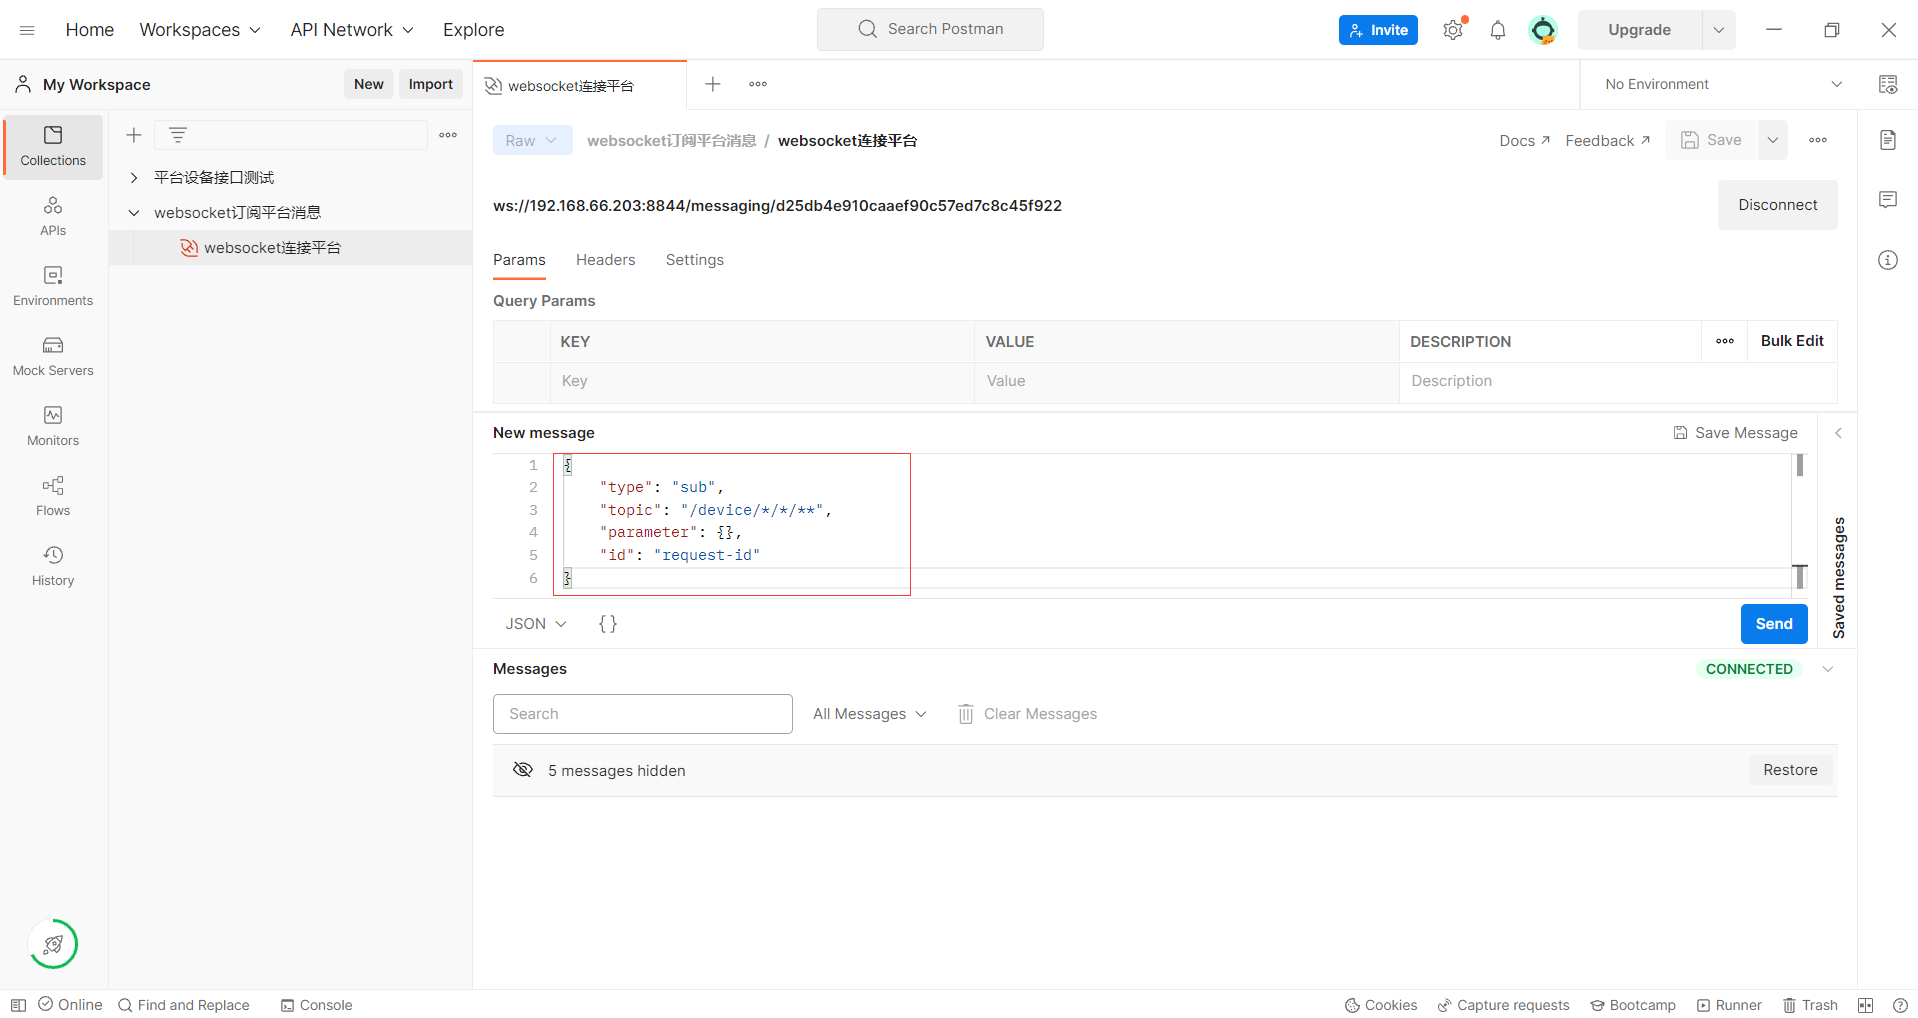 Home Workspaces API Network Explore Search Postman Invite Upgrade
My Workspace New Import websocket连接平台 No Environment
Collections
APIs
Environments
Mock Servers
Monitors
Flows
History
平台设备接口测试
websocket订阅平台消息
websocket连接平台
Raw websocket订阅平台消息 / websocket连接平台 Docs Feedback Save
ws://192.168.66.203:8844/messaging/d25db4e910caaef90c57ed7c8c45f922 Disconnect
Params Headers Settings
Query Params
KEY VALUE DESCRIPTION Bulk Edit
Key Value Description
New message Save Message
1 {
2 "type": "sub",
3 "topic": "/device/*/*/**",
4 "parameter": {},
5 "id": "request-id"
6 }
Saved messages
JSON {} Send
Messages CONNECTED
Search All Messages Clear Messages
5 messages hidden Restore
Online Find and Replace Console Cookies Capture requests Bootcamp Runner Trash